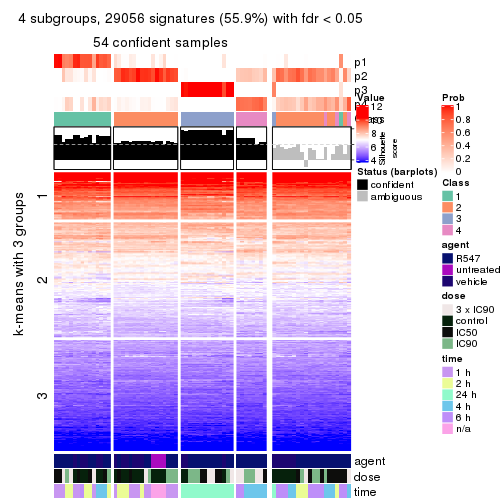 4 subgroups, 29056 signatures (55.9%) with fdr < 0.05
54 confident samples
p1
p2
p3
k-means with 3 groups
1
2
3
agent
dose
time
Value
12
10
8
6
4
Silhouette
score
Status (barplots)
confident
ambiguous
Prob
1
0.8
0.6
0.4
0.2
0
Class
1
2
3
4
agent
R547
untreated
vehicle
dose
3 x IC90
control
IC50
IC90
time
1 h
2 h
24 h
4 h
6 h
n/a